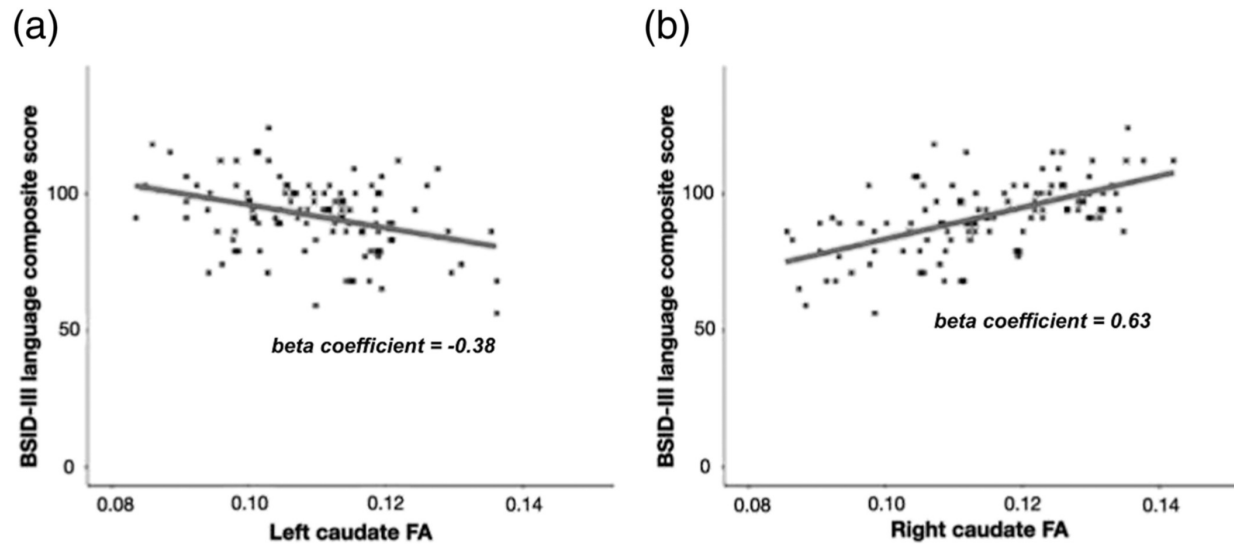 (a)
BSID-III language composite score
100
50
0
beta coefficient = -0.38
0.08 0.10 0.12 0.14
Left caudate FA
(b)
BSID-III language composite score
100
50
0
beta coefficient = 0.63
0.08 0.10 0.12 0.14
Right caudate FA